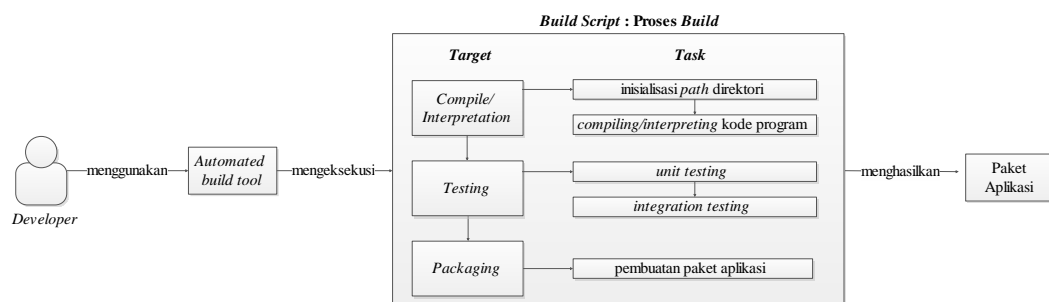 Build Script : Proses Build
Target
Task
Compile/
Interpretation
inisialisasi path direktori
compiling/interpreting kode program
Developer
menggunakan
Automated
build tool
mengeksekusi
Testing
unit testing
integration testing
menghasilkan
Paket
Aplikasi
Packaging
pembuatan paket aplikasi